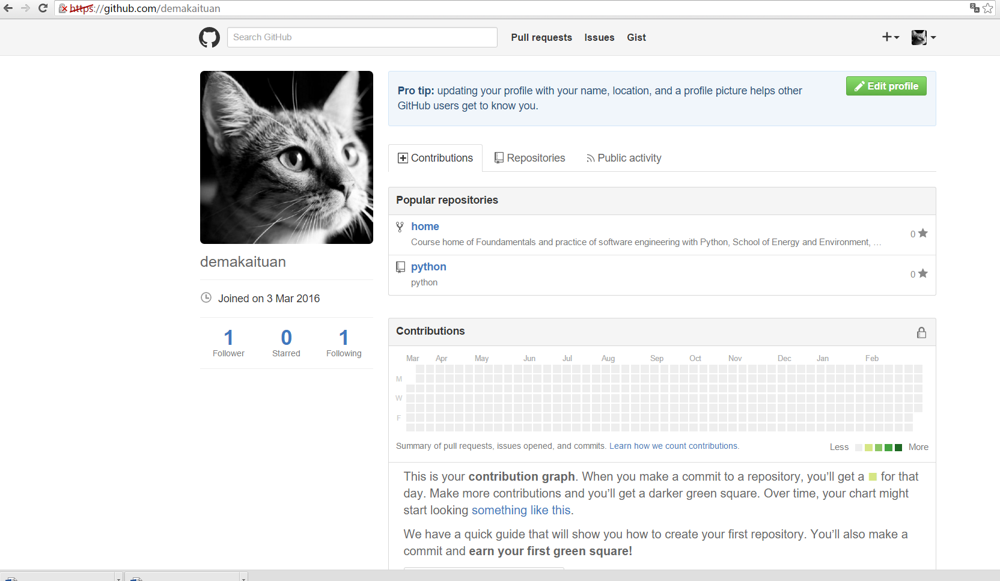 https://github.com/demakaituan
Search GitHub
Pull requests Issues Gist
Pro tip: updating your profile with your name, location, and a profile picture helps other
GitHub users get to know you.
Edit profile
Contributions Repositories Public activity
Popular repositories
home
Course home of Foundamentals and practice of software engineering with Python, School of Energy and Environment, …
0
python
python
0
demakaituan
Joined on 3 Mar 2016
1 0 1
Follower Starred Following
Contributions
Mar Apr May Jun Jul Aug Sep Oct Nov Dec Jan Feb
M
W
F
Summary of pull requests, issues opened, and commits. Learn how we count contributions.
Less More
This is your contribution graph. When you make a commit to a repository, you’ll get a for that
day. Make more contributions and you’ll get a darker green square. Over time, your chart might
start looking something like this.
We have a quick guide that will show you how to create your first repository. You’ll also make a
commit and earn your first green square!